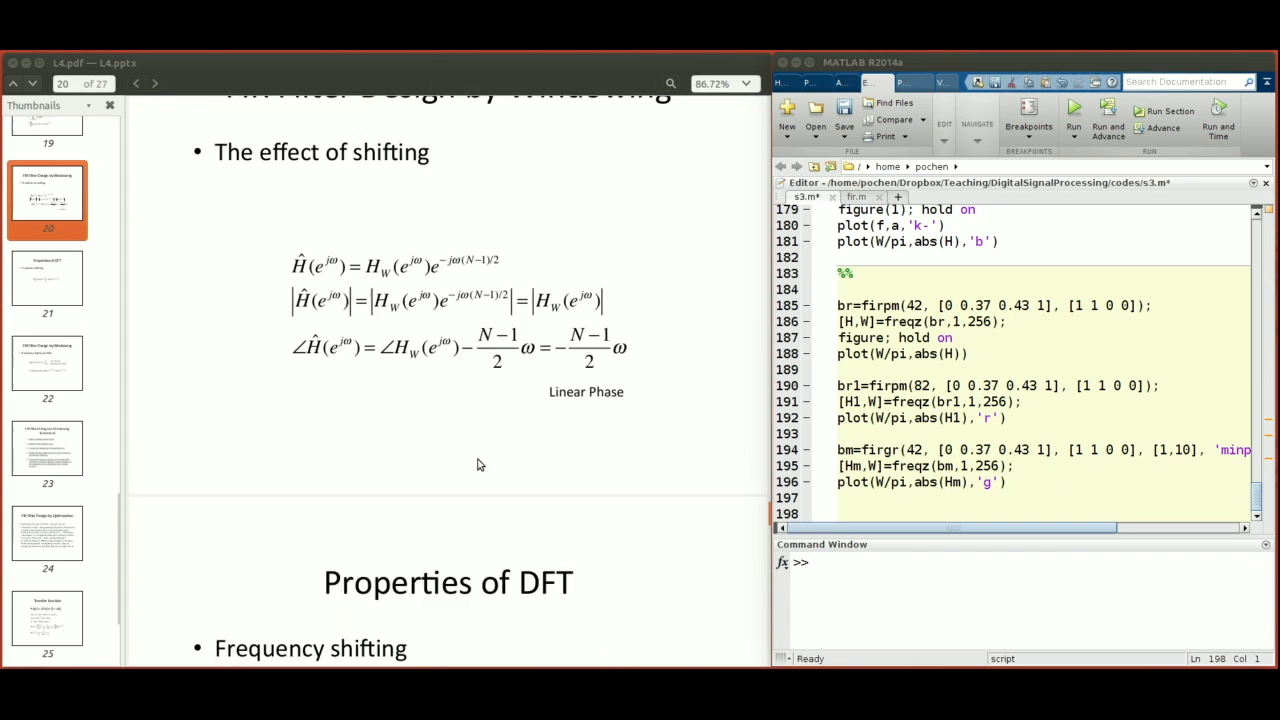 L4.pdf — L4.pptx
20 of 27
86.72%
Thumbnails
19
20
21
22
23
24
25
• The effect of shifting
Ĥ(e^{jω}) = H_W(e^{jω})e^{−jω(N−1)/2}
|Ĥ(e^{jω})| = |H_W(e^{jω})e^{−jω(N−1)/2}| = |H_W(e^{jω})|
∠Ĥ(e^{jω}) = ∠H_W(e^{jω}) − (N−1)/2 ω = − (N−1)/2 ω
Linear Phase
Properties of DFT
• Frequency shifting
MATLAB R2014a
H... P... A... E... P... V... Search Documentation
New Open Save Find Files Compare Print EDIT NAVIGATE Breakpoints Run Run and Advance Run Section Advance Run and Time
FILE BREAKPOINTS RUN
/ home pochen
Editor - /home/pochen/Dropbox/Teaching/DigitalSignalProcessing/codes/s3.m*
s3.m* fir.m
179 figure(1); hold on
180 plot(f,a,'k-')
181 plot(W/pi,abs(H),'b')
182
183 %%
184
185 br=firpm(42, [0 0.37 0.43 1], [1 1 0 0]);
186 [H,W]=freqz(br,1,256);
187 figure; hold on
188 plot(W/pi,abs(H))
189
190 br1=firpm(82, [0 0.37 0.43 1], [1 1 0 0]);
191 [H1,W]=freqz(br1,1,256);
192 plot(W/pi,abs(H1),'r')
193
194 bm=firgr(42, [0 0.37 0.43 1], [1 1 0 0], [1,10], 'minp
195 [Hm,W]=freqz(bm,1,256);
196 plot(W/pi,abs(Hm),'g')
197
198
Command Window
fx >>
Ready script Ln 198 Col 1